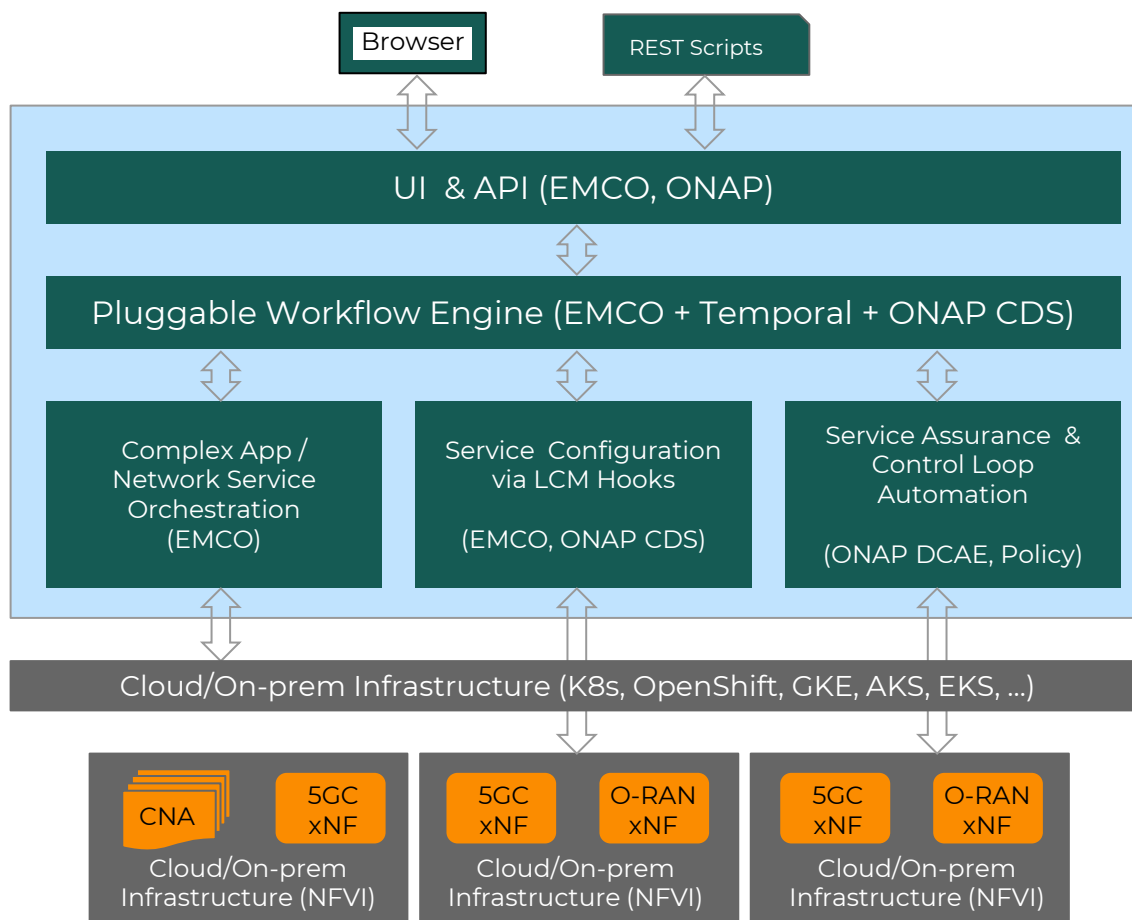 Browser
REST Scripts
UI & API (EMCO, ONAP)
Pluggable Workflow Engine (EMCO + Temporal + ONAP CDS)
Complex App /
Network Service
Orchestration
(EMCO)
Service Configuration
via LCM Hooks
(EMCO, ONAP CDS)
Service Assurance &
Control Loop
Automation
(ONAP DCAE, Policy)
Cloud/On-prem Infrastructure (K8s, OpenShift, GKE, AKS, EKS, ...)
CNA
5GC
xNF
Cloud/On-prem
Infrastructure (NFVI)
5GC
xNF
O-RAN
xNF
Cloud/On-prem
Infrastructure (NFVI)
5GC
xNF
O-RAN
xNF
Cloud/On-prem
Infrastructure (NFVI)